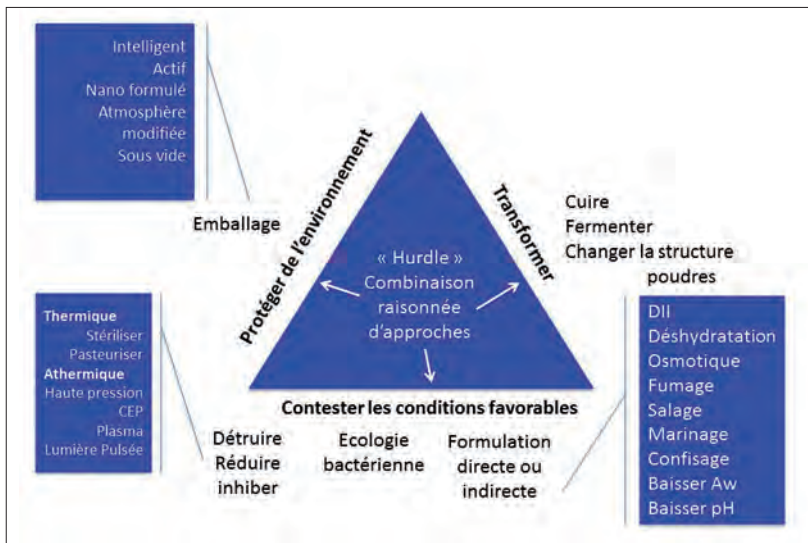 Intelligent
Actif
Nano formulé
Atmosphère
modifiée
Sous vide
Emballage
Protéger de l'environnement
Transformer
Cuire
Fermenter
Changer la structure
poudres
« Hurdle »
Combinaison
raisonnée
d'approches
Thermique
Stériliser
Pasteuriser
Athermique
Haute pression
CEP
Plasma
Lumière Pulsée
Contester les conditions favorables
Détruire
Réduire
inhiber
Ecologie
bactérienne
Formulation
directe ou
indirecte
DII
Déshydratation
Osmotique
Fumage
Salage
Marinage
Confisage
Baisser Aw
Baisser pH